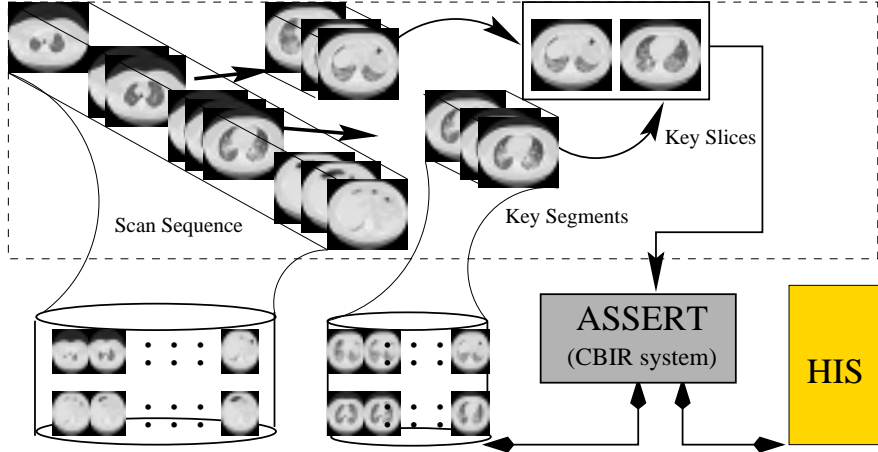 Key Slices
Scan Sequence
Key Segments
ASSERT
(CBIR system)
HIS